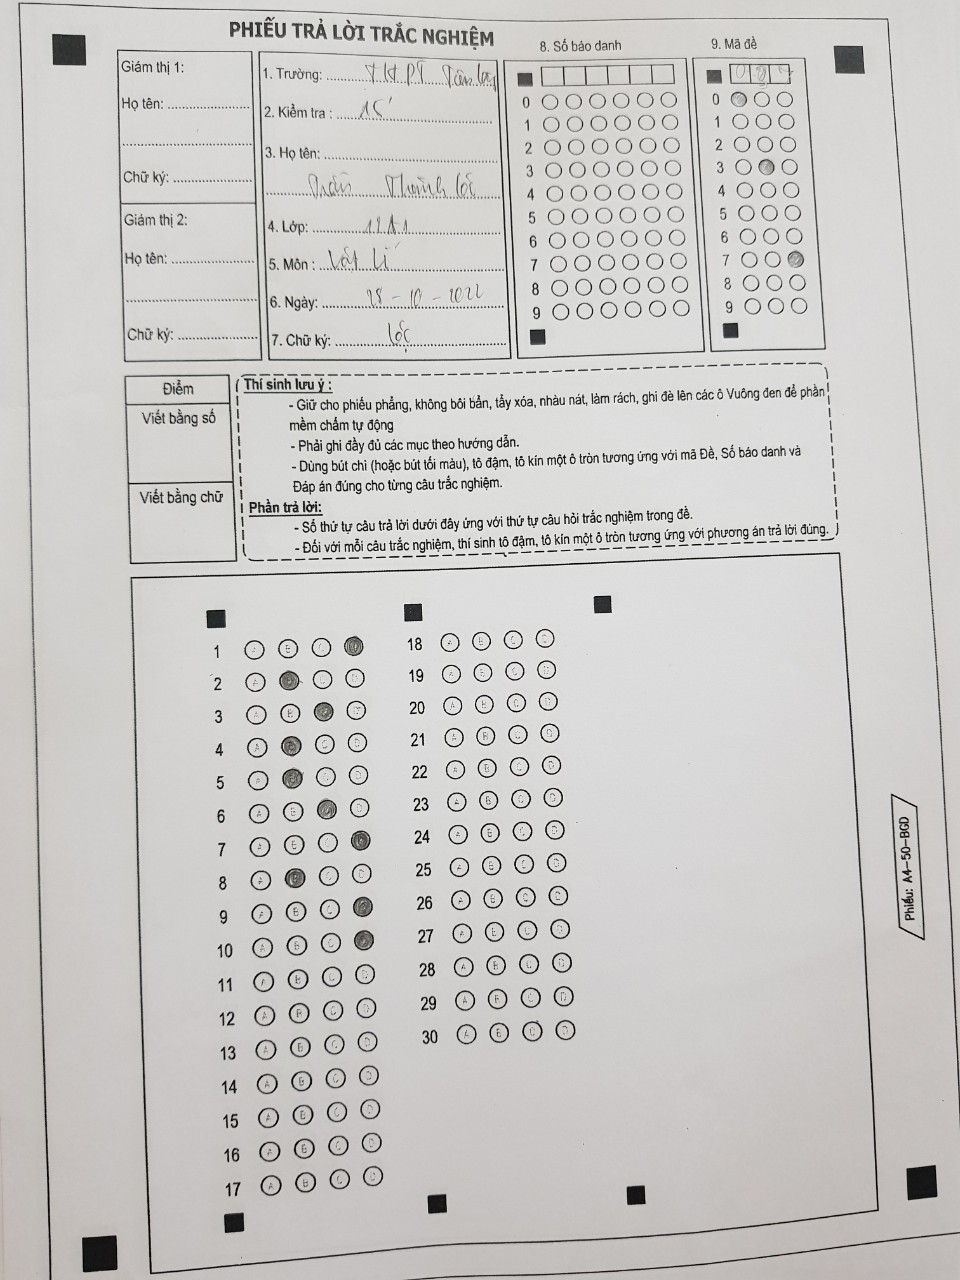 PHIẾU TRẢ LỜI TRẮC NGHIỆM
Giám thị 1:
Họ tên:
Chữ ký:
Giám thị 2:
Họ tên:
Chữ ký:
1. Trường: THPT
2. Kiểm tra : 15'
3. Họ tên:
Trần Thành Lộc
4. Lớp: 12A1
5. Môn : Vật lí
6. Ngày: 28 - 10 - 2022
7. Chữ ký: Lộc
8. Số báo danh
0
1
2
3
4
5
6
7
8
9
9. Mã đề
037
0
1
2
3
4
5
6
7
8
9
Điểm
Viết bằng số
Viết bằng chữ
Thí sinh lưu ý :
- Giữ cho phiếu phẳng, không bôi bẩn, tẩy xóa, nhàu nát, làm rách, ghi đè lên các ô Vuông đen để phần
mềm chấm tự động
- Phải ghi đầy đủ các mục theo hướng dẫn.
- Dùng bút chì (hoặc bút tối màu), tô đậm, tô kín một ô tròn tương ứng với mã Đề, Số báo danh và
Đáp án đúng cho từng câu trắc nghiệm.
Phần trả lời:
- Số thứ tự câu trả lời dưới đây ứng với thứ tự câu hỏi trắc nghiệm trong đề.
- Đối với mỗi câu trắc nghiệm, thí sinh tô đậm, tô kín một ô tròn tương ứng với phương án trả lời đúng.
1 A B C
2 A C D
3 A B D
4 A C D
5 A C D
6 A B D
7 A B C
8 A C D
9 A B C
10 A B C
11 A B C D
12 A B C D
13 A B C D
14 A B C D
15 A B C D
16 A B C D
17 A B C D
18 A B C D
19 A B C D
20 A B C D
21 A B C D
22 A B C D
23 A B C D
24 A B C D
25 A B C D
26 A B C D
27 A B C D
28 A B C D
29 A B C D
30 A B C D
Phiếu: A4-50-BGD